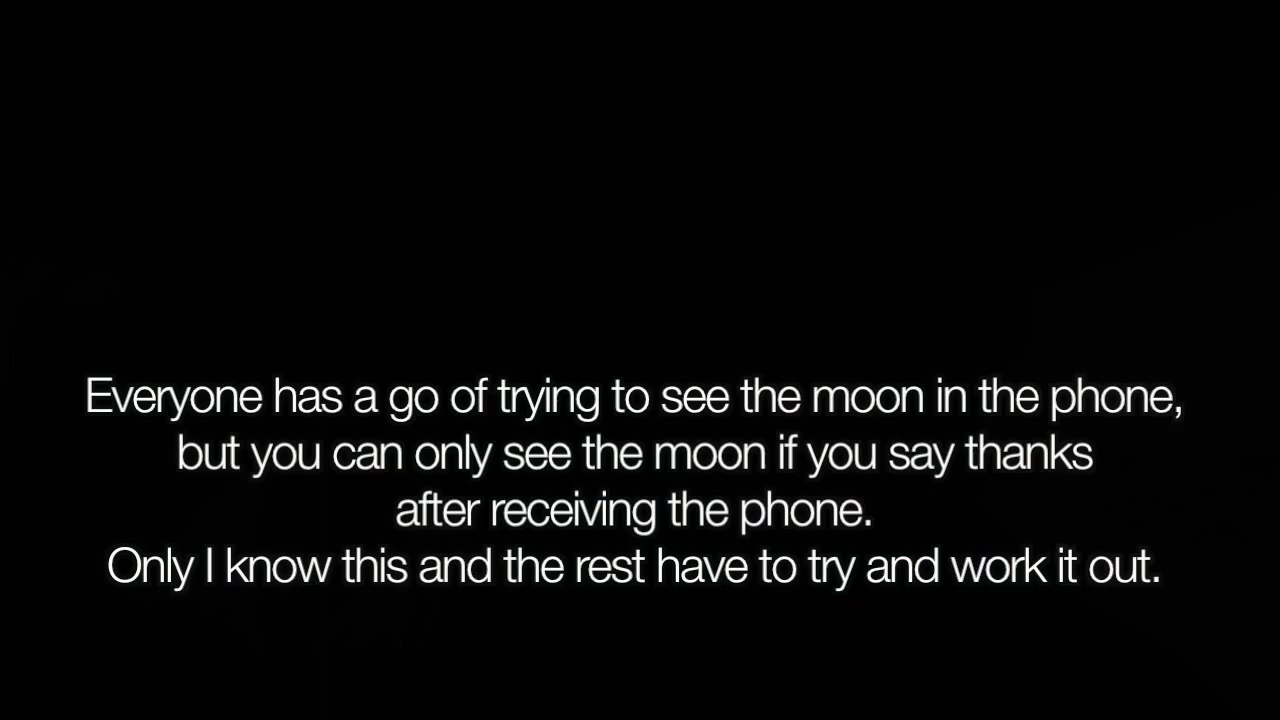 Everyone has a go of trying to see the moon in the phone,
but you can only see the moon if you say thanks
after receiving the phone.
Only I know this and the rest have to try and work it out.